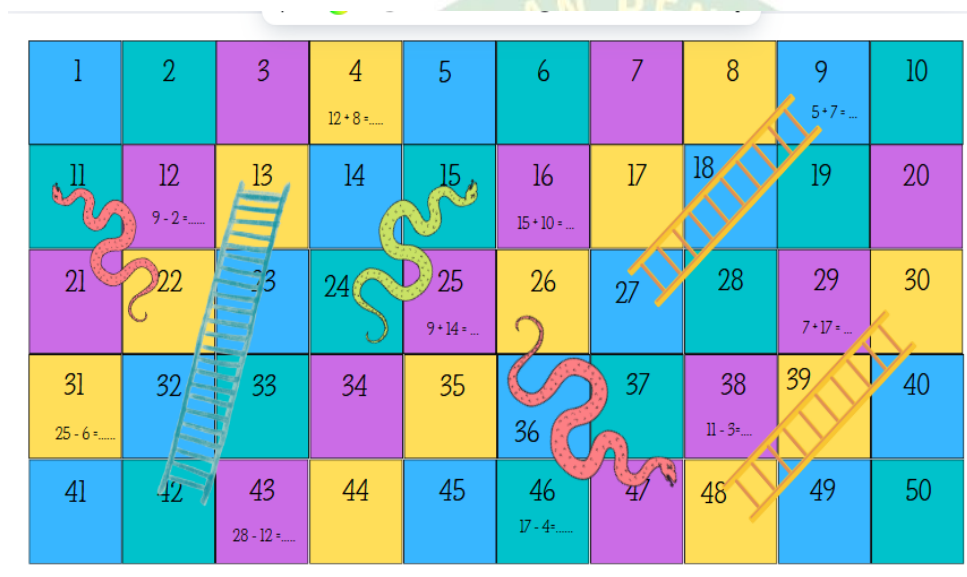 AN REM
1 2 3 4 5 6 7 8 9 10
12 + 8 =..... 5 + 7 = ...
11 12 13 14 15 16 17 18 19 20
9 - 2 =...... 15 + 10 = ...
21 22 23 24 25 26 27 28 29 30
9 + 14 = ... 7 + 17 = ...
31 32 33 34 35 36 37 38 39 40
25 - 6 =...... 11 - 3=....
41 42 43 44 45 46 47 48 49 50
28 - 12 =..... 17 - 4=......